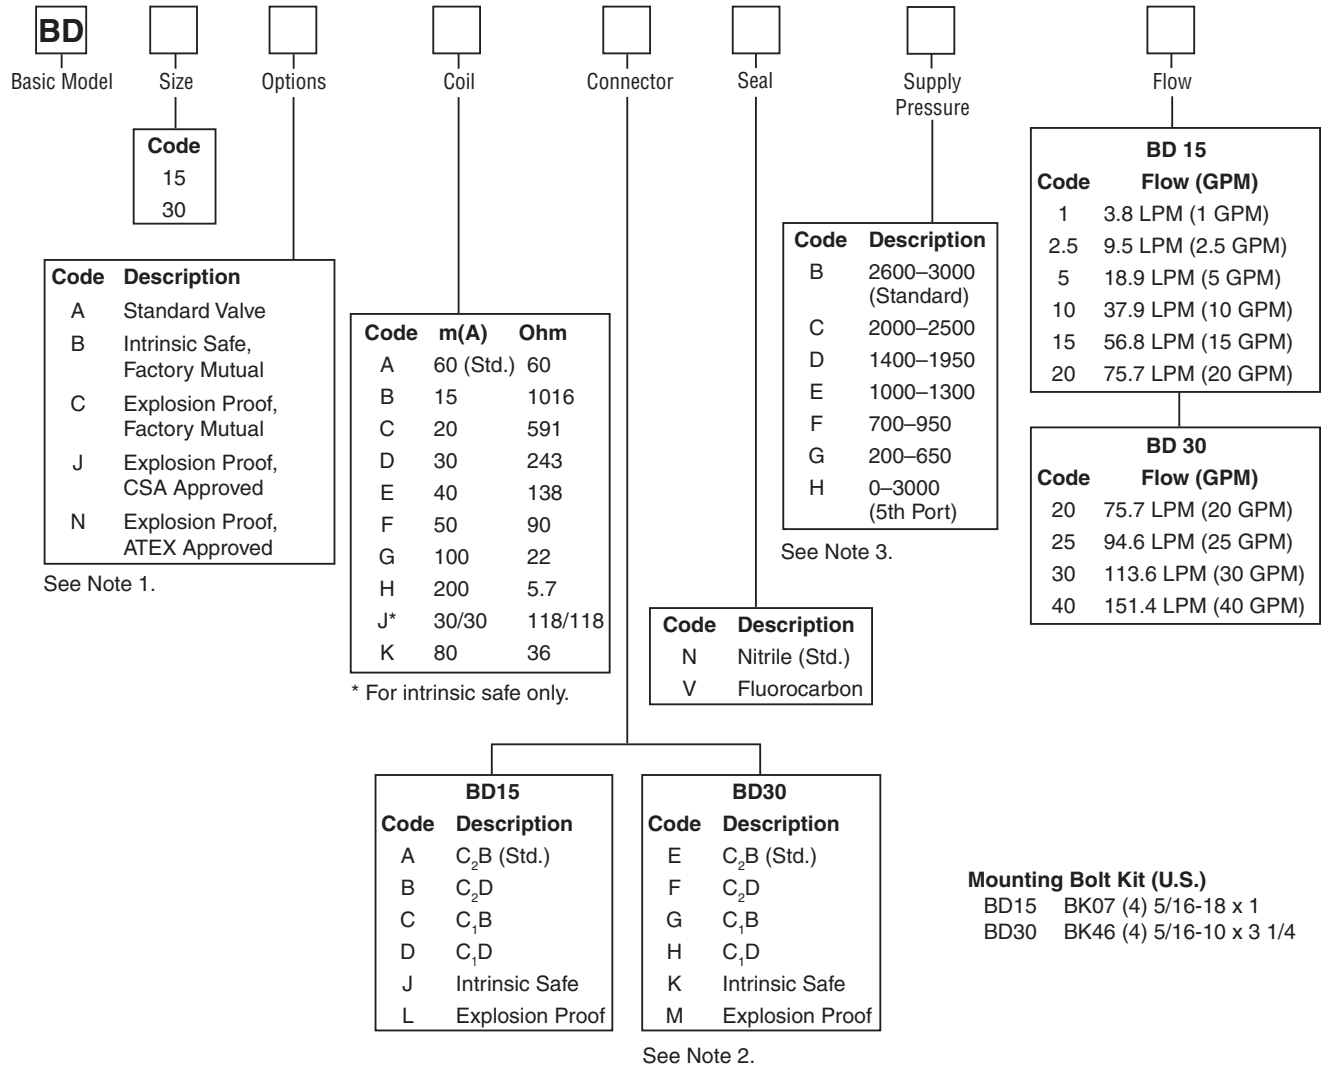 BD
Basic Model
Size
Options
Coil
Connector
Seal
Supply
Pressure
Flow
Code
15
30
Code Description
A Standard Valve
B Intrinsic Safe,
Factory Mutual
C Explosion Proof,
Factory Mutual
J Explosion Proof,
CSA Approved
N Explosion Proof,
ATEX Approved
See Note 1.
Code m(A) Ohm
A 60 (Std.) 60
B 15 1016
C 20 591
D 30 243
E 40 138
F 50 90
G 100 22
H 200 5.7
J* 30/30 118/118
K 80 36
* For intrinsic safe only.
BD15
Code Description
A C₂B (Std.)
B C₂D
C C₁B
D C₁D
J Intrinsic Safe
L Explosion Proof
BD30
Code Description
E C₂B (Std.)
F C₂D
G C₁B
H C₁D
K Intrinsic Safe
M Explosion Proof
See Note 2.
Code Description
N Nitrile (Std.)
V Fluorocarbon
Code Description
B 2600–3000
(Standard)
C 2000–2500
D 1400–1950
E 1000–1300
F 700–950
G 200–650
H 0–3000
(5th Port)
See Note 3.
BD 15
Code Flow (GPM)
1 3.8 LPM (1 GPM)
2.5 9.5 LPM (2.5 GPM)
5 18.9 LPM (5 GPM)
10 37.9 LPM (10 GPM)
15 56.8 LPM (15 GPM)
20 75.7 LPM (20 GPM)
BD 30
Code Flow (GPM)
20 75.7 LPM (20 GPM)
25 94.6 LPM (25 GPM)
30 113.6 LPM (30 GPM)
40 151.4 LPM (40 GPM)
Mounting Bolt Kit (U.S.)
BD15 BK07 (4) 5/16-18 x 1
BD30 BK46 (4) 5/16-10 x 3 1/4